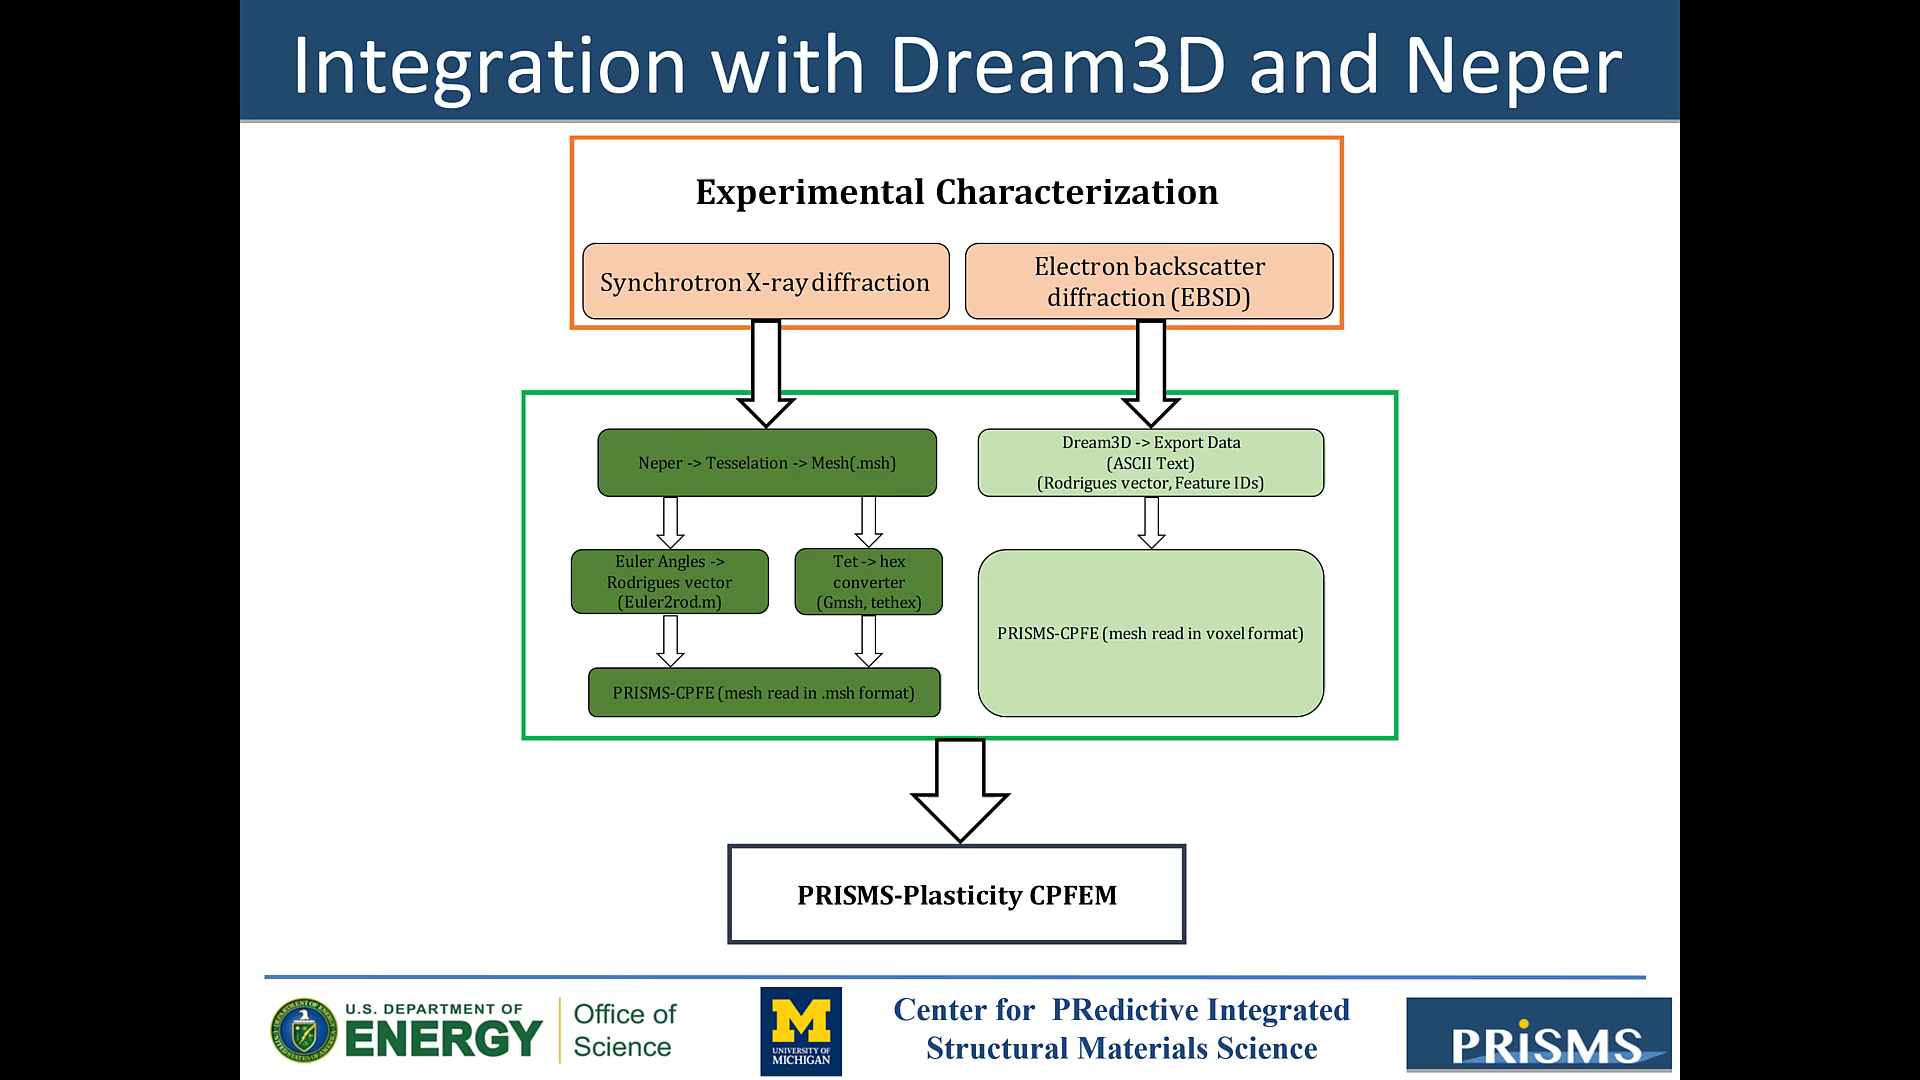 Integration with Dream3D and Neper
Experimental Characterization
Synchrotron X-ray diffraction
Electron backscatter
diffraction (EBSD)
Neper -> Tesselation -> Mesh(.msh)
Dream3D -> Export Data
(ASCII Text)
(Rodrigues vector, Feature IDs)
Euler Angles ->
Rodrigues vector
(Euler2rod.m)
Tet -> hex
converter
(Gmsh, tethex)
PRISMS-CPFE (mesh read in voxel format)
PRISMS-CPFE (mesh read in .msh format)
PRISMS-Plasticity CPFEM
U.S. DEPARTMENT OF
ENERGY
Office of
Science
M
UNIVERSITY OF
MICHIGAN
Center for PRedictive Integrated
Structural Materials Science
PRiSMS